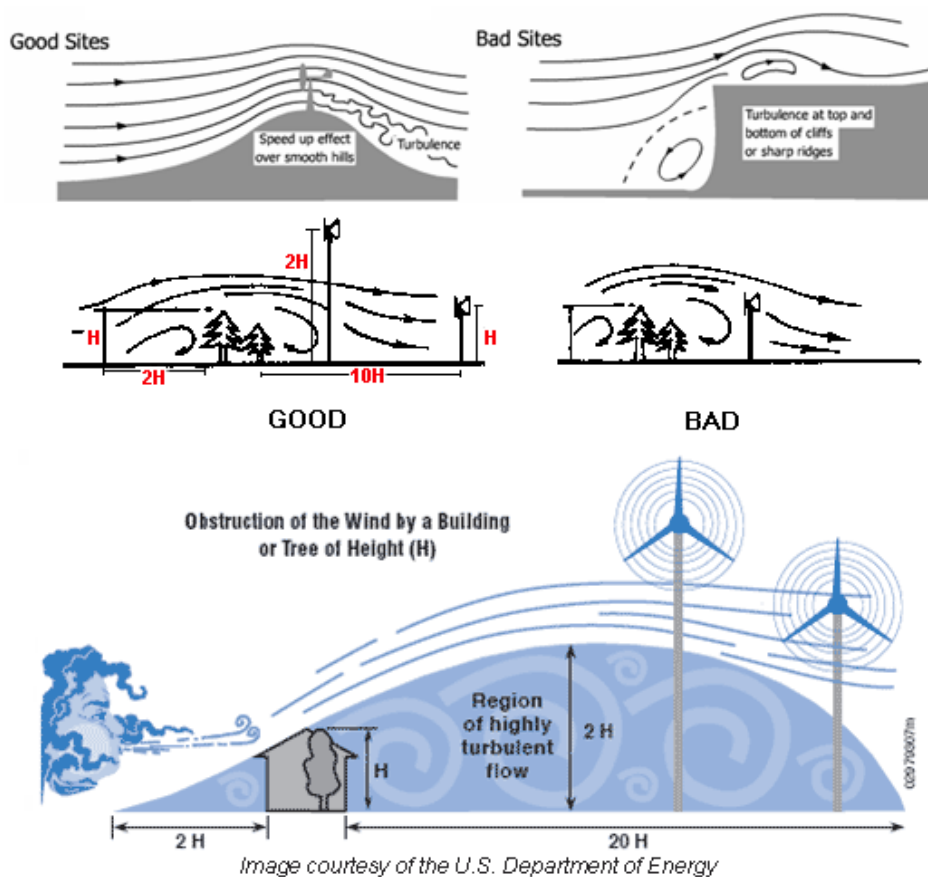 Good Sites
Speed up effect
over smooth hills
Turbulence
Bad Sites
Turbulence at top and
bottom of cliffs
or sharp ridges
2H
H
H
2H
10H
GOOD
BAD
Obstruction of the Wind by a Building
or Tree of Height (H)
Region
of highly
turbulent
flow
2 H
H
02979307m
2 H
20 H
Image courtesy of the U.S. Department of Energy